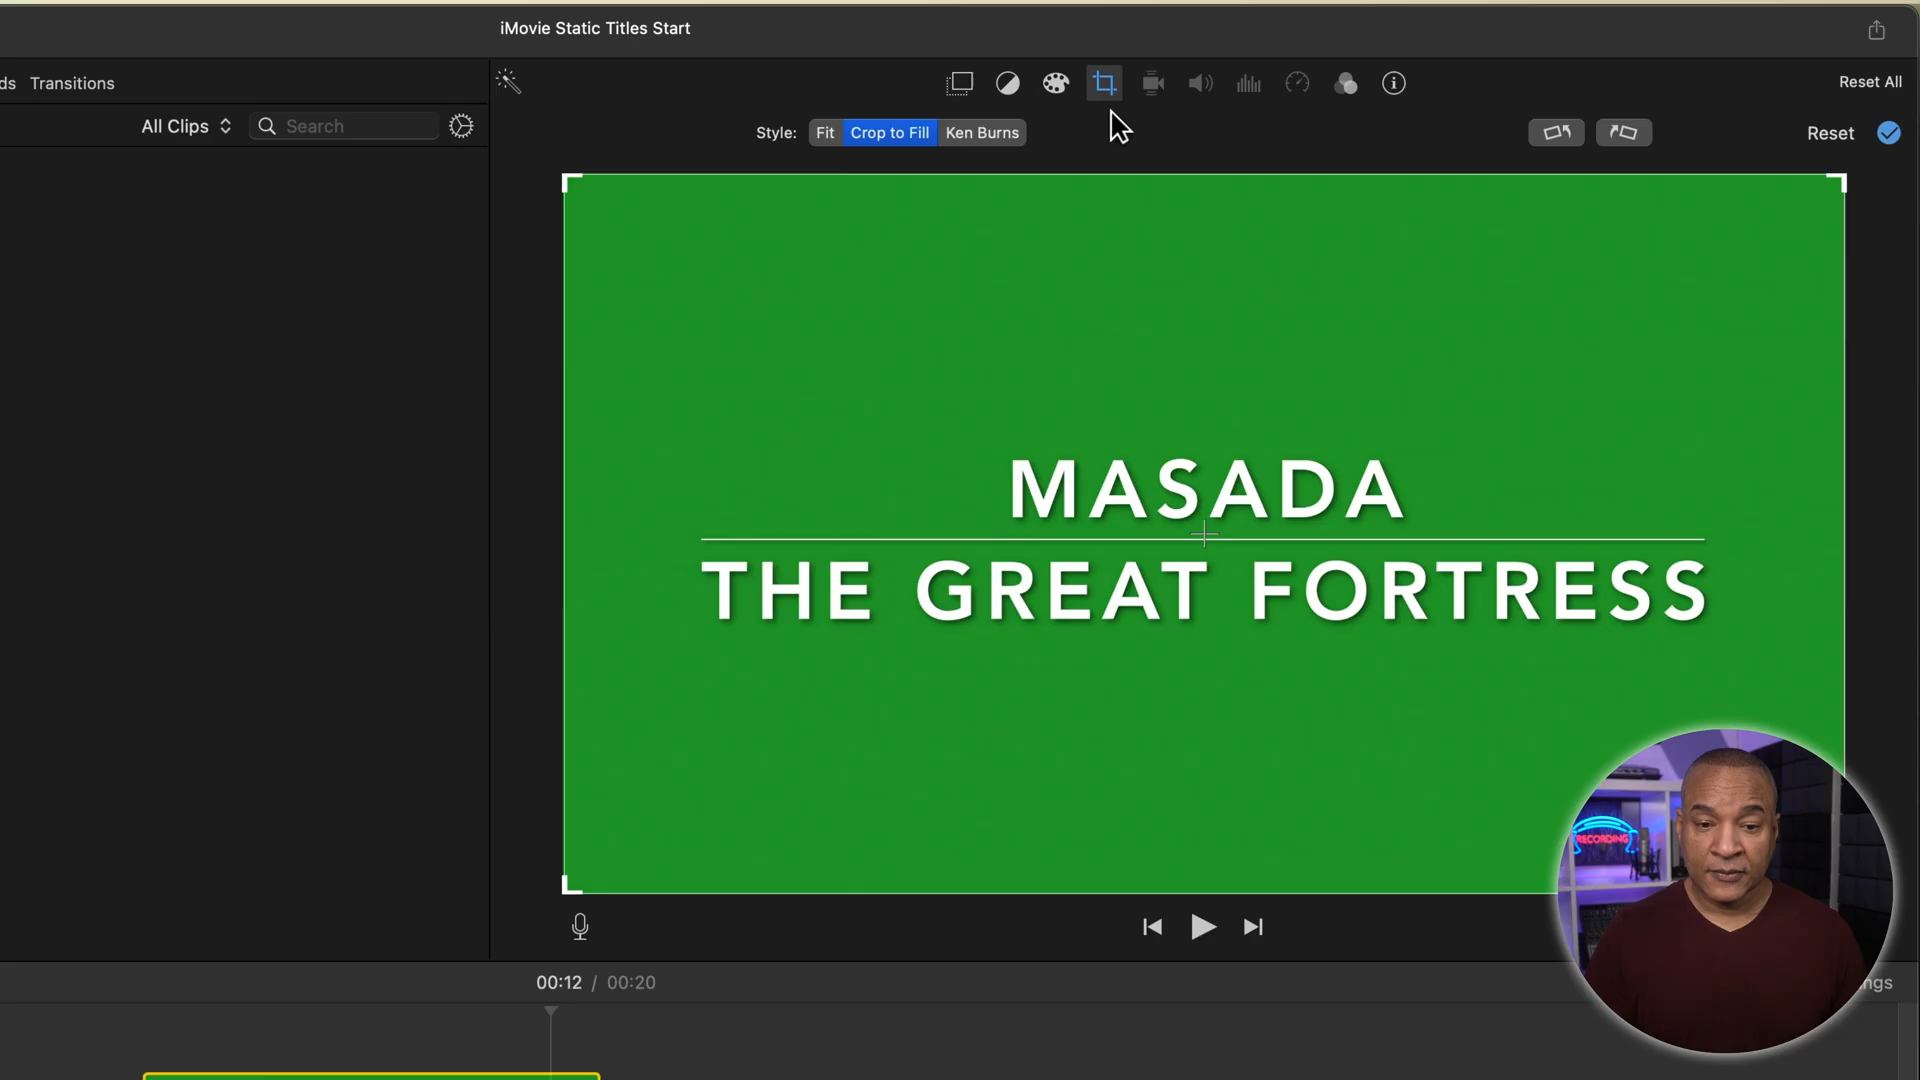 iMovie Static Titles Start
ds Transitions
Reset All
All Clips
Search
Style: Fit Crop to Fill Ken Burns
Reset
MASADA
THE GREAT FORTRESS
RECORDING
00:12 / 00:20
ngs